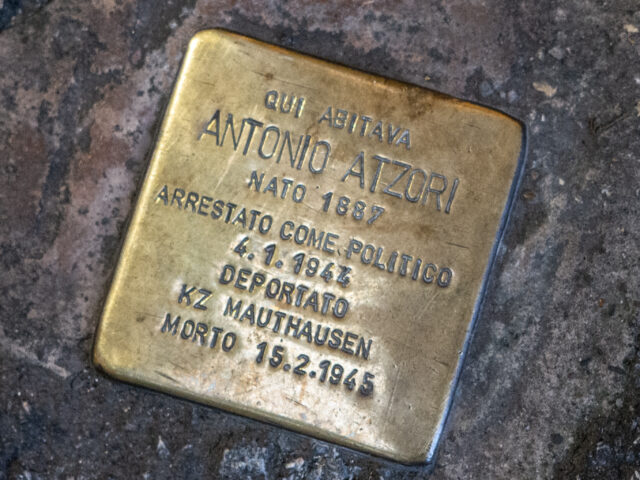 QUI ABITAVA
ANTONIO ATZORI
NATO 1887
ARRESTATO COME POLITICO
4.1.1944
DEPORTATO
KZ MAUTHAUSEN
MORTO 15.2.1945